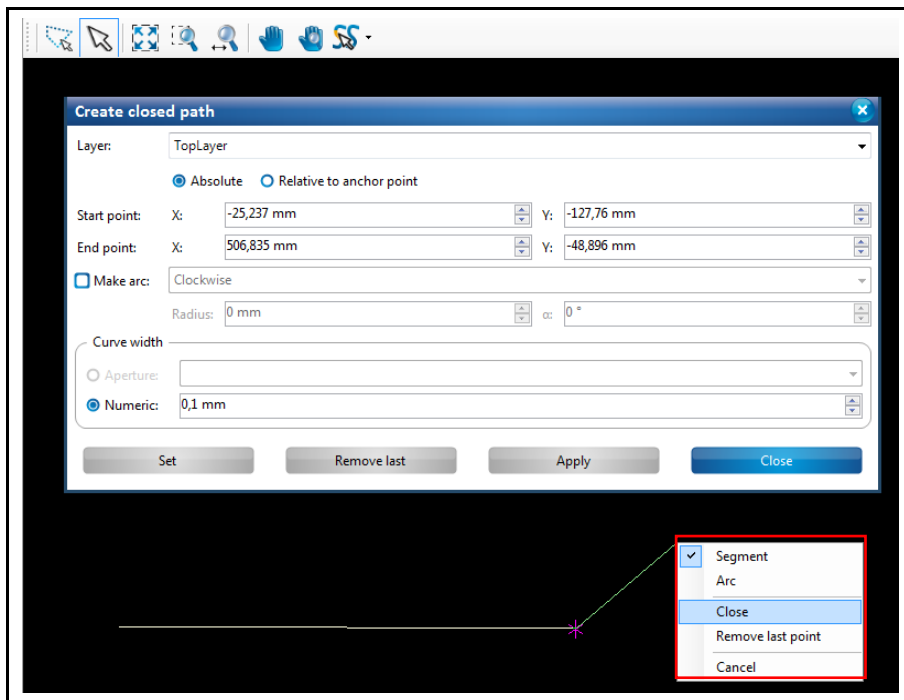 Create closed path
Layer: TopLayer
Absolute Relative to anchor point
Start point: X: -25,237 mm Y: -127,76 mm
End point: X: 506,835 mm Y: -48,896 mm
Make arc: Clockwise
Radius: 0 mm α: 0 °
Curve width
Aperture:
Numeric: 0,1 mm
Set Remove last Apply Close
Segment
Arc
Close
Remove last point
Cancel